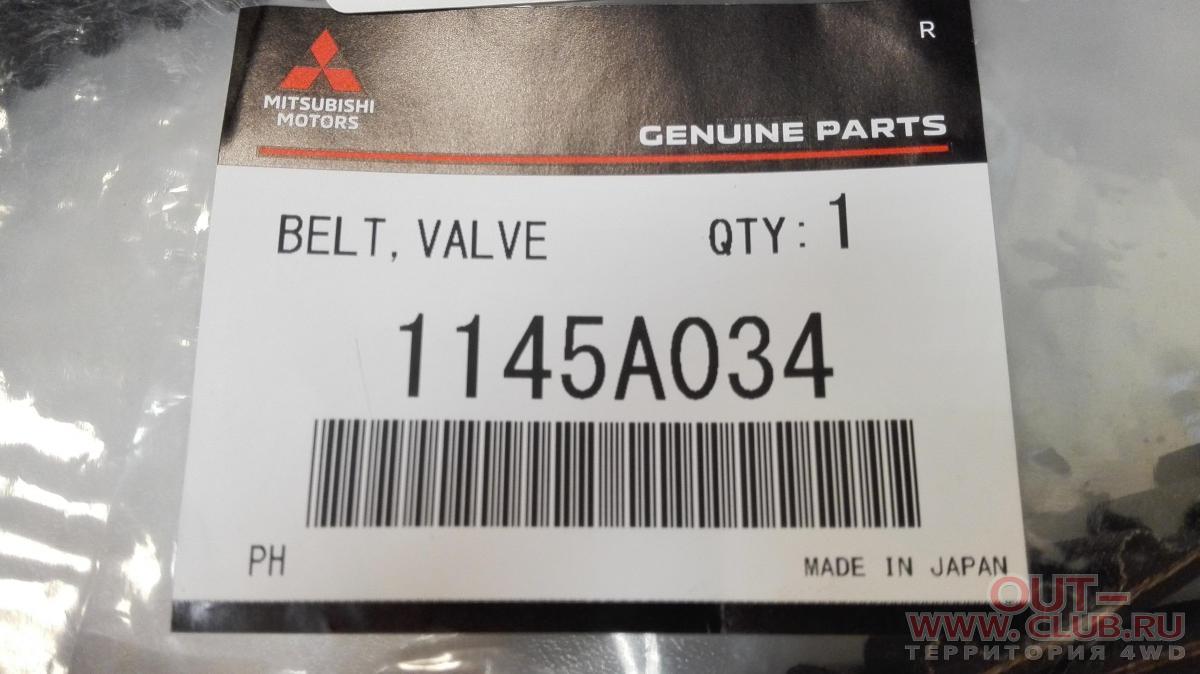 R
MITSUBISHI
MOTORS
GENUINE PARTS
BELT, VALVE QTY: 1
1145A034
PH MADE IN JAPAN
OUT-
WWW.CLUB.RU
ТЕРРИТОРИЯ 4WD